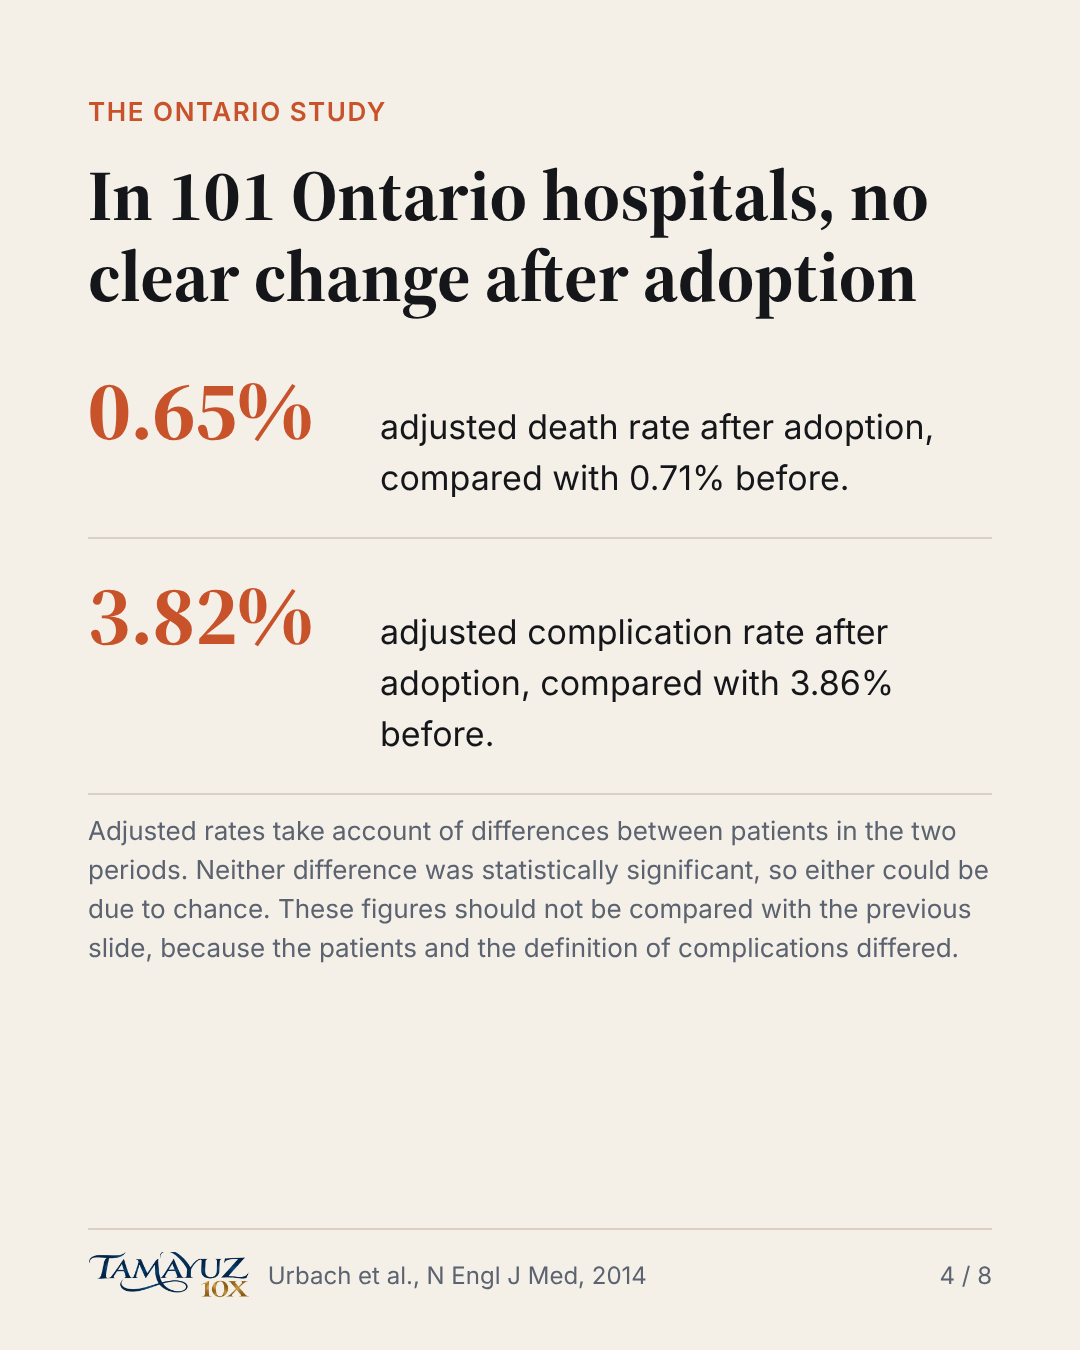 THE ONTARIO STUDY
In 101 Ontario hospitals, no
clear change after adoption
0.65%
adjusted death rate after adoption,
compared with 0.71% before.
3.82%
adjusted complication rate after
adoption, compared with 3.86%
before.
Adjusted rates take account of differences between patients in the two
periods. Neither difference was statistically significant, so either could be
due to chance. These figures should not be compared with the previous
slide, because the patients and the definition of complications differed.
TAMAYUZ
10X
Urbach et al., N Engl J Med, 2014
4 / 8